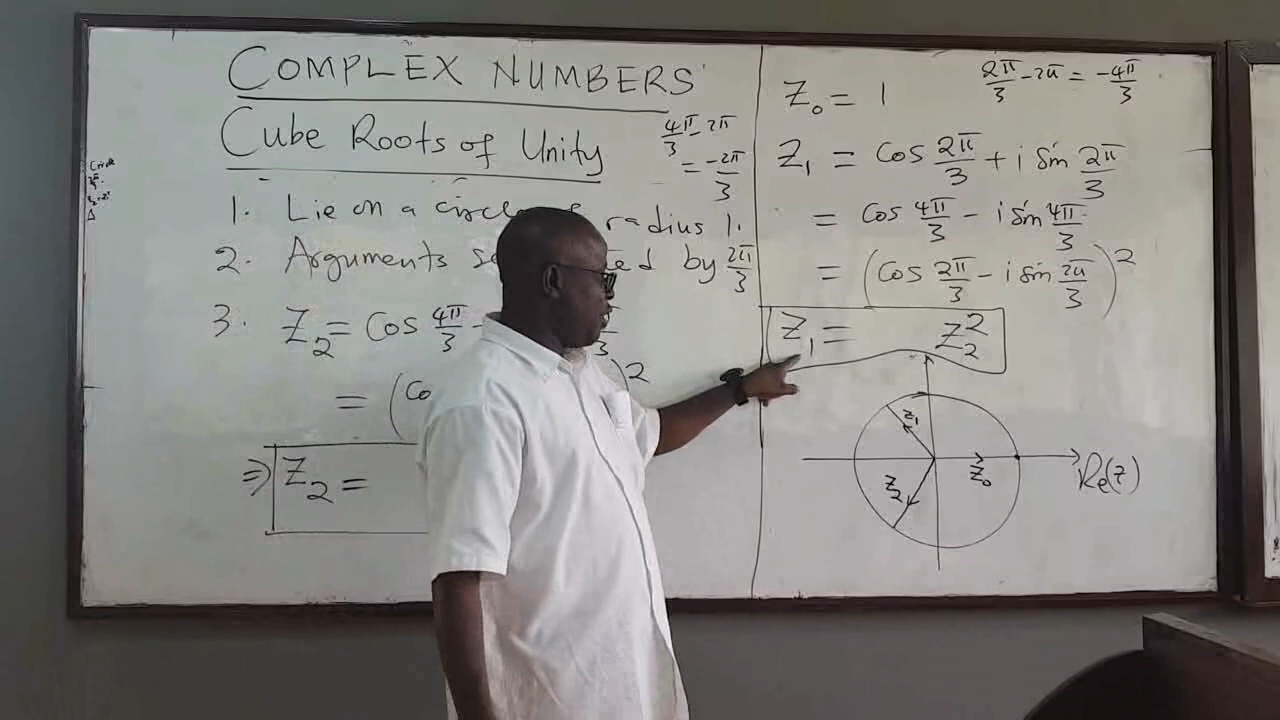 COMPLEX NUMBERS
Cube Roots of Unity
4π/3 - 2π
= -2π/3
1. Lie on a circle of radius 1.
2. Arguments by 2π/3
3. Z₂ = Cos 4π/3
= (Co )²
⇒ Z₂ =
Z₀ = 1
2π/3 - 2π = -4π/3
Z₁ = Cos 2π/3 + i Sin 2π/3
= Cos 4π/3 - i Sin 4π/3
= (Cos 2π/3 - i Sin 2π/3)²
Z₁ = Z₂²
Z₁
Z₂
Z₀
Re(z)